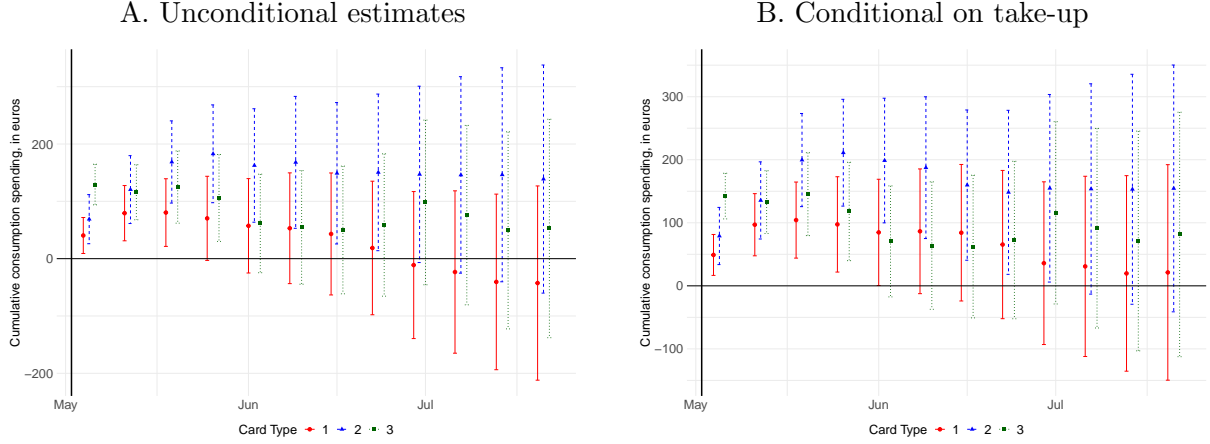 A. Unconditional estimates
Cumulative consumption spending, in euros
200
0
−200
May
Jun
Jul
Card Type 1 2 3
B. Conditional on take-up
Cumulative consumption spending, in euros
300
200
100
0
−100
May
Jun
Jul
Card Type 1 2 3